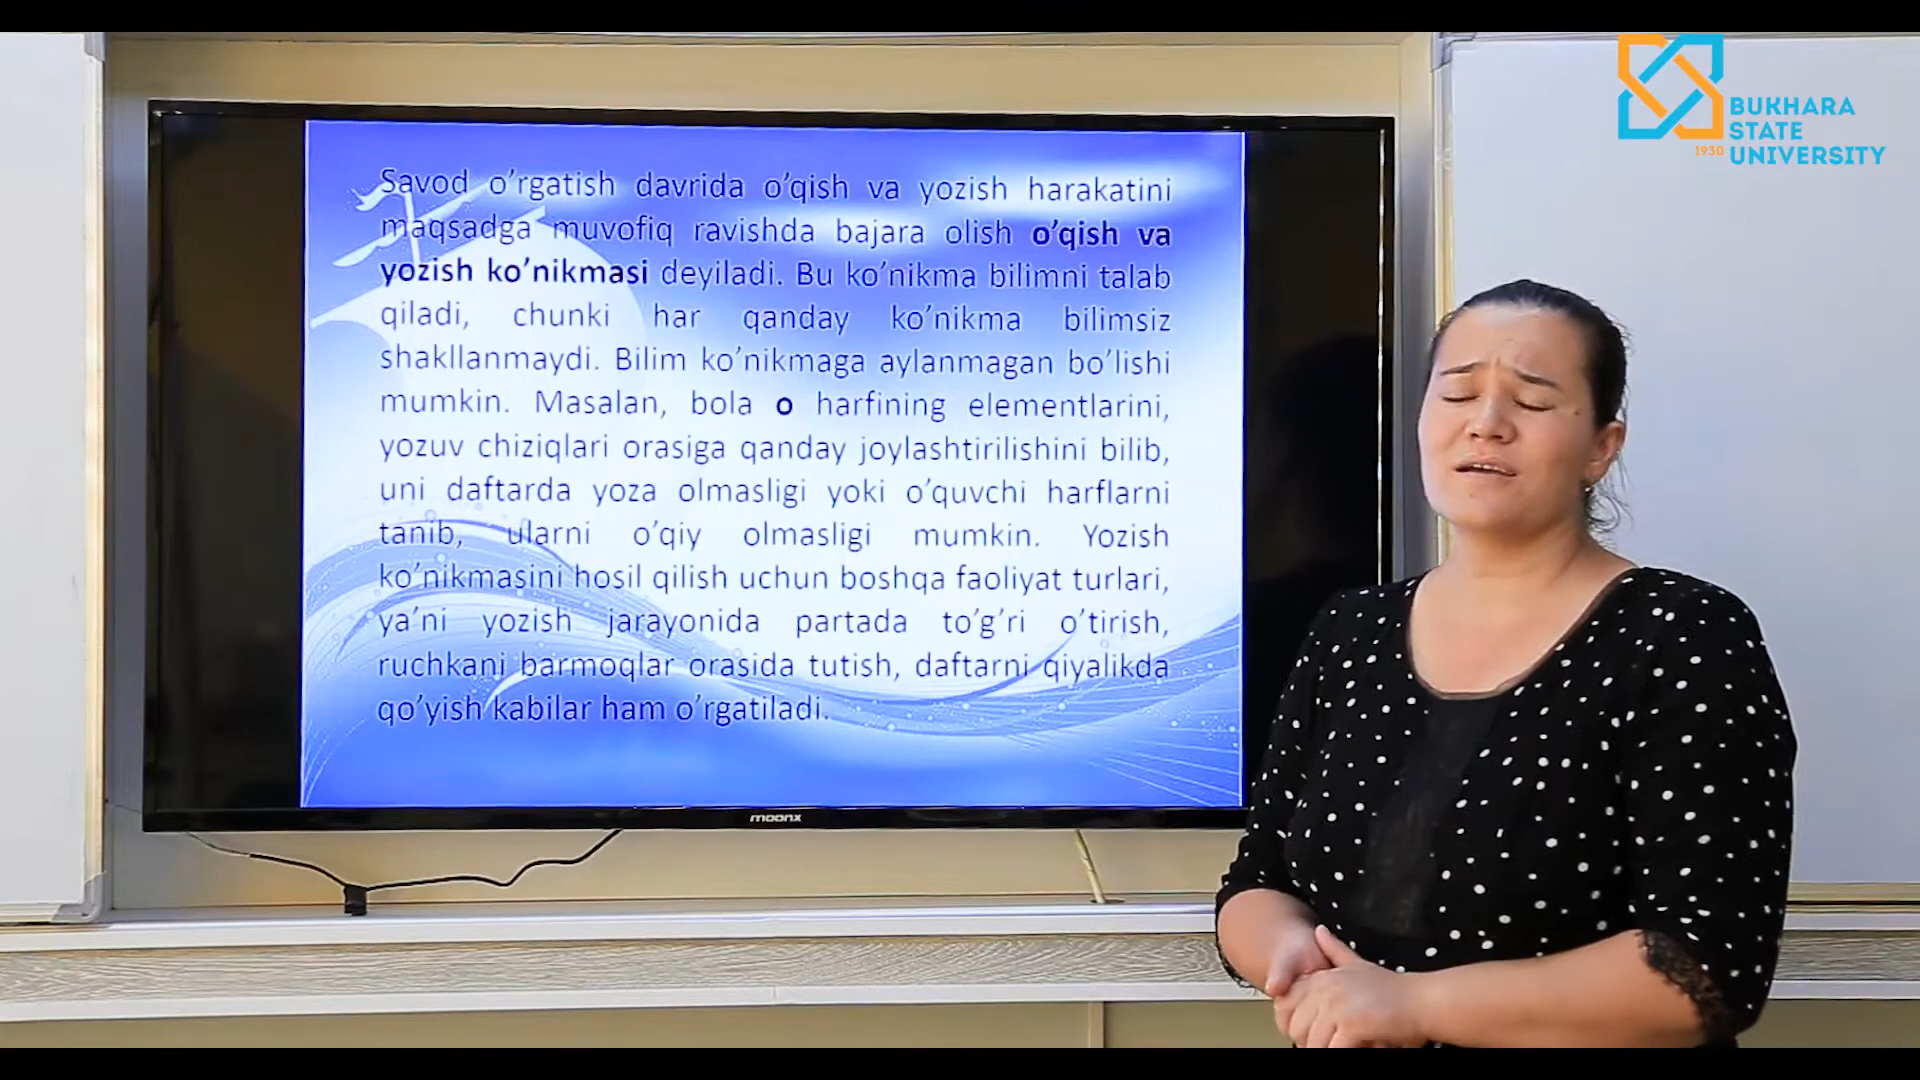 Savod o’rgatish davrida o’qish va yozish harakatini
maqsadga muvofiq ravishda bajara olish o’qish va
yozish ko’nikmasi deyiladi. Bu ko’nikma bilimni talab
qiladi, chunki har qanday ko’nikma bilimsiz
shakllanmaydi. Bilim ko’nikmaga aylanmagan bo’lishi
mumkin. Masalan, bola o harfining elementlarini,
yozuv chiziqlari orasiga qanday joylashtirilishini bilib,
uni daftarda yoza olmasligi yoki o’quvchi harflarni
tanib, ularni o’qiy olmasligi mumkin. Yozish
ko’nikmasini hosil qilish uchun boshqa faoliyat turlari,
ya’ni yozish jarayonida partada to’g’ri o’tirish,
ruchkani barmoqlar orasida tutish, daftarni qiyalikda
qo’yish kabilar ham o’rgatiladi.
moonx
BUKHARA
STATE
1930 UNIVERSITY